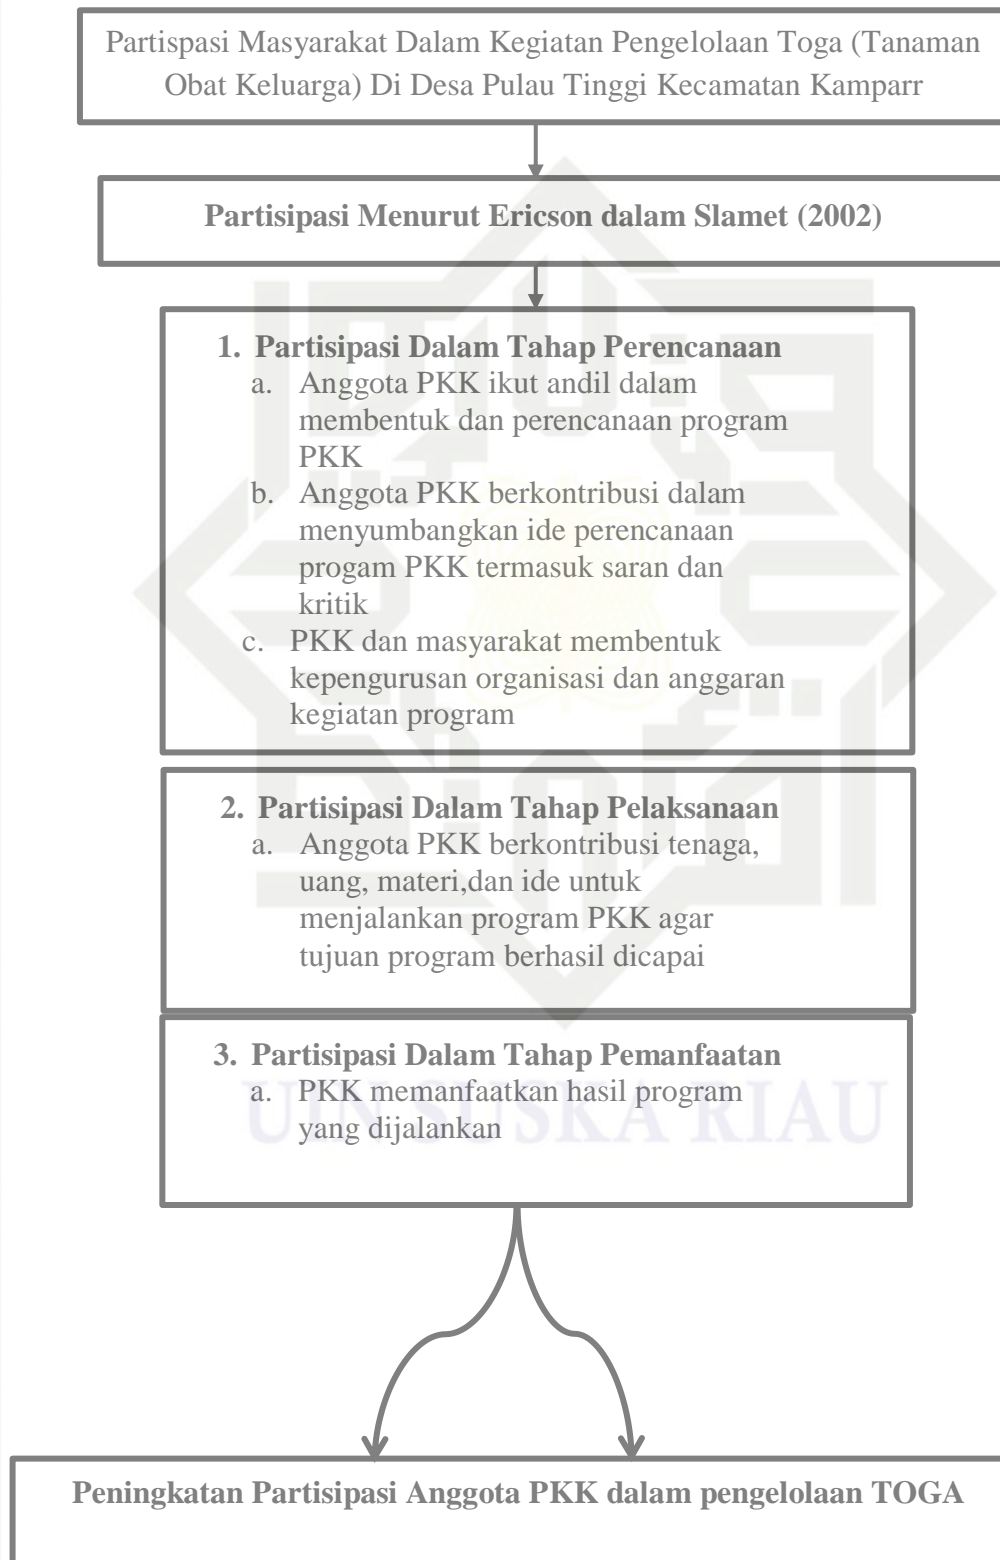 Partispasi Masyarakat Dalam Kegiatan Pengelolaan Toga (Tanaman
Obat Keluarga) Di Desa Pulau Tinggi Kecamatan Kamparr
Partisipasi Menurut Ericson dalam Slamet (2002)
1. Partisipasi Dalam Tahap Perencanaan
a. Anggota PKK ikut andil dalam
membentuk dan perencanaan program
PKK
b. Anggota PKK berkontribusi dalam
menyumbangkan ide perencanaan
progam PKK termasuk saran dan
kritik
c. PKK dan masyarakat membentuk
kepengurusan organisasi dan anggaran
kegiatan program
2. Partisipasi Dalam Tahap Pelaksanaan
a. Anggota PKK berkontribusi tenaga,
uang, materi,dan ide untuk
menjalankan program PKK agar
tujuan program berhasil dicapai
3. Partisipasi Dalam Tahap Pemanfaatan
a. PKK memanfaatkan hasil program
yang dijalankan
UIN SUSKA RIAU
Peningkatan Partisipasi Anggota PKK dalam pengelolaan TOGA